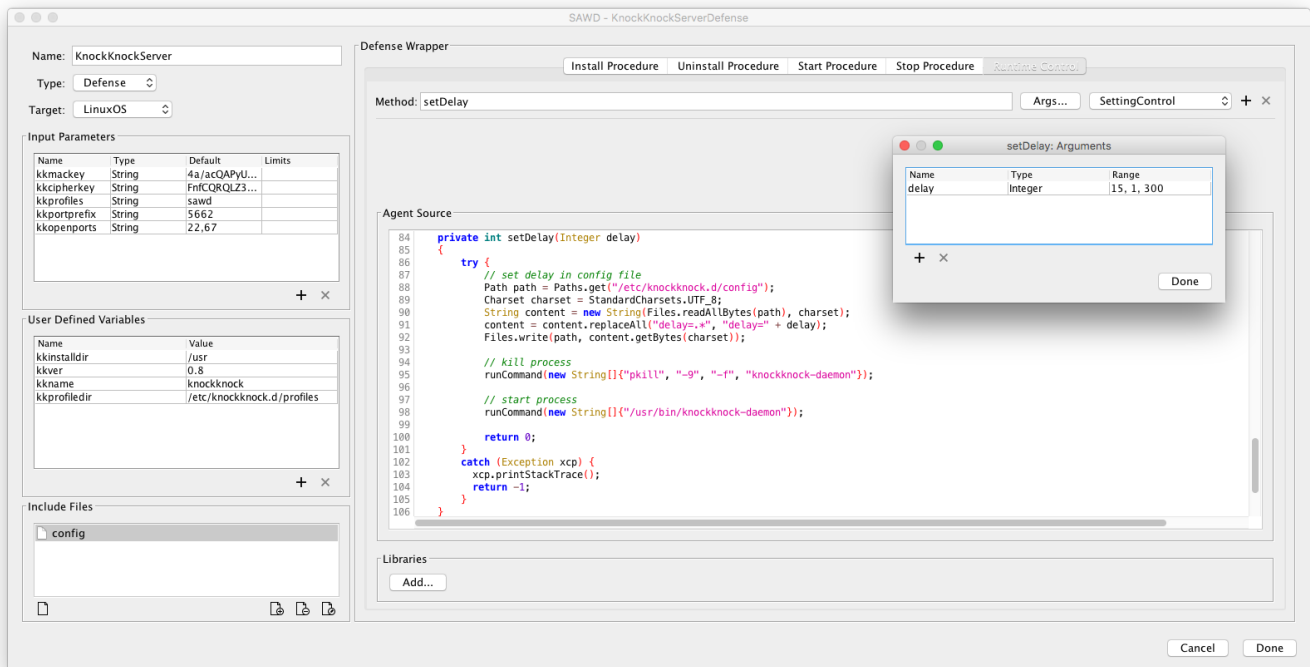 SAWD - KnockKnockServerDefense
Name: KnockKnockServer
Type: Defense
Target: LinuxOS
Input Parameters
Name Type Default Limits
kkmackey String 4a/acQAPyU...
kkcipherkey String FnfCQRQLZ3...
kkprofiles String sawd
kkportprefix String 5662
kkopenports String 22,67
User Defined Variables
Name Value
kkinstalldir /usr
kkver 0.8
kkname knockknock
kkprofiledir /etc/knockknock.d/profiles
Include Files
config
Defense Wrapper
Install Procedure Uninstall Procedure Start Procedure Stop Procedure Runtime Control
Method: setDelay Args... SettingControl
setDelay: Arguments
Name Type Range
delay Integer 15, 1, 300
Done
Agent Source
84 private int setDelay(Integer delay)
85 {
86 try {
87 // set delay in config file
88 Path path = Paths.get("/etc/knockknock.d/config");
89 Charset charset = StandardCharsets.UTF_8;
90 String content = new String(Files.readAllBytes(path), charset);
91 content = content.replaceAll("delay=.*", "delay=" + delay);
92 Files.write(path, content.getBytes(charset));
93
94 // kill process
95 runCommand(new String[]{"pkill", "-9", "-f", "knockknock-daemon"});
96
97 // start process
98 runCommand(new String[]{"/usr/bin/knockknock-daemon"});
99
100 return 0;
101 }
102 catch (Exception xcp) {
103 xcp.printStackTrace();
104 return -1;
105 }
106 }
Libraries
Add...
Cancel Done